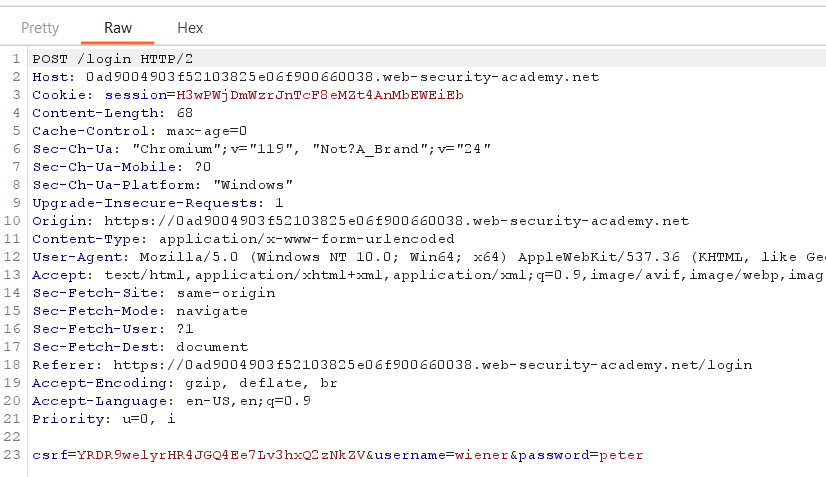 Pretty Raw Hex
1 POST /login HTTP/2
2 Host: 0ad9004903f52103825e06f900660038.web-security-academy.net
3 Cookie: session=H3wPWjDmWzrJnTcF8eMZt4AnMbEWEiEb
4 Content-Length: 68
5 Cache-Control: max-age=0
6 Sec-Ch-Ua: "Chromium";v="119", "Not?A_Brand";v="24"
7 Sec-Ch-Ua-Mobile: ?0
8 Sec-Ch-Ua-Platform: "Windows"
9 Upgrade-Insecure-Requests: 1
10 Origin: https://0ad9004903f52103825e06f900660038.web-security-academy.net
11 Content-Type: application/x-www-form-urlencoded
12 User-Agent: Mozilla/5.0 (Windows NT 10.0; Win64; x64) AppleWebKit/537.36 (KHTML, like Ge
13 Accept: text/html,application/xhtml+xml,application/xml;q=0.9,image/avif,image/webp,imag
14 Sec-Fetch-Site: same-origin
15 Sec-Fetch-Mode: navigate
16 Sec-Fetch-User: ?1
17 Sec-Fetch-Dest: document
18 Referer: https://0ad9004903f52103825e06f900660038.web-security-academy.net/login
19 Accept-Encoding: gzip, deflate, br
20 Accept-Language: en-US,en;q=0.9
21 Priority: u=0, i
22
23 csrf=YRDR9welyrHR4JGQ4Ee7Lv3hxQ2zNkZV&username=wiener&password=peter